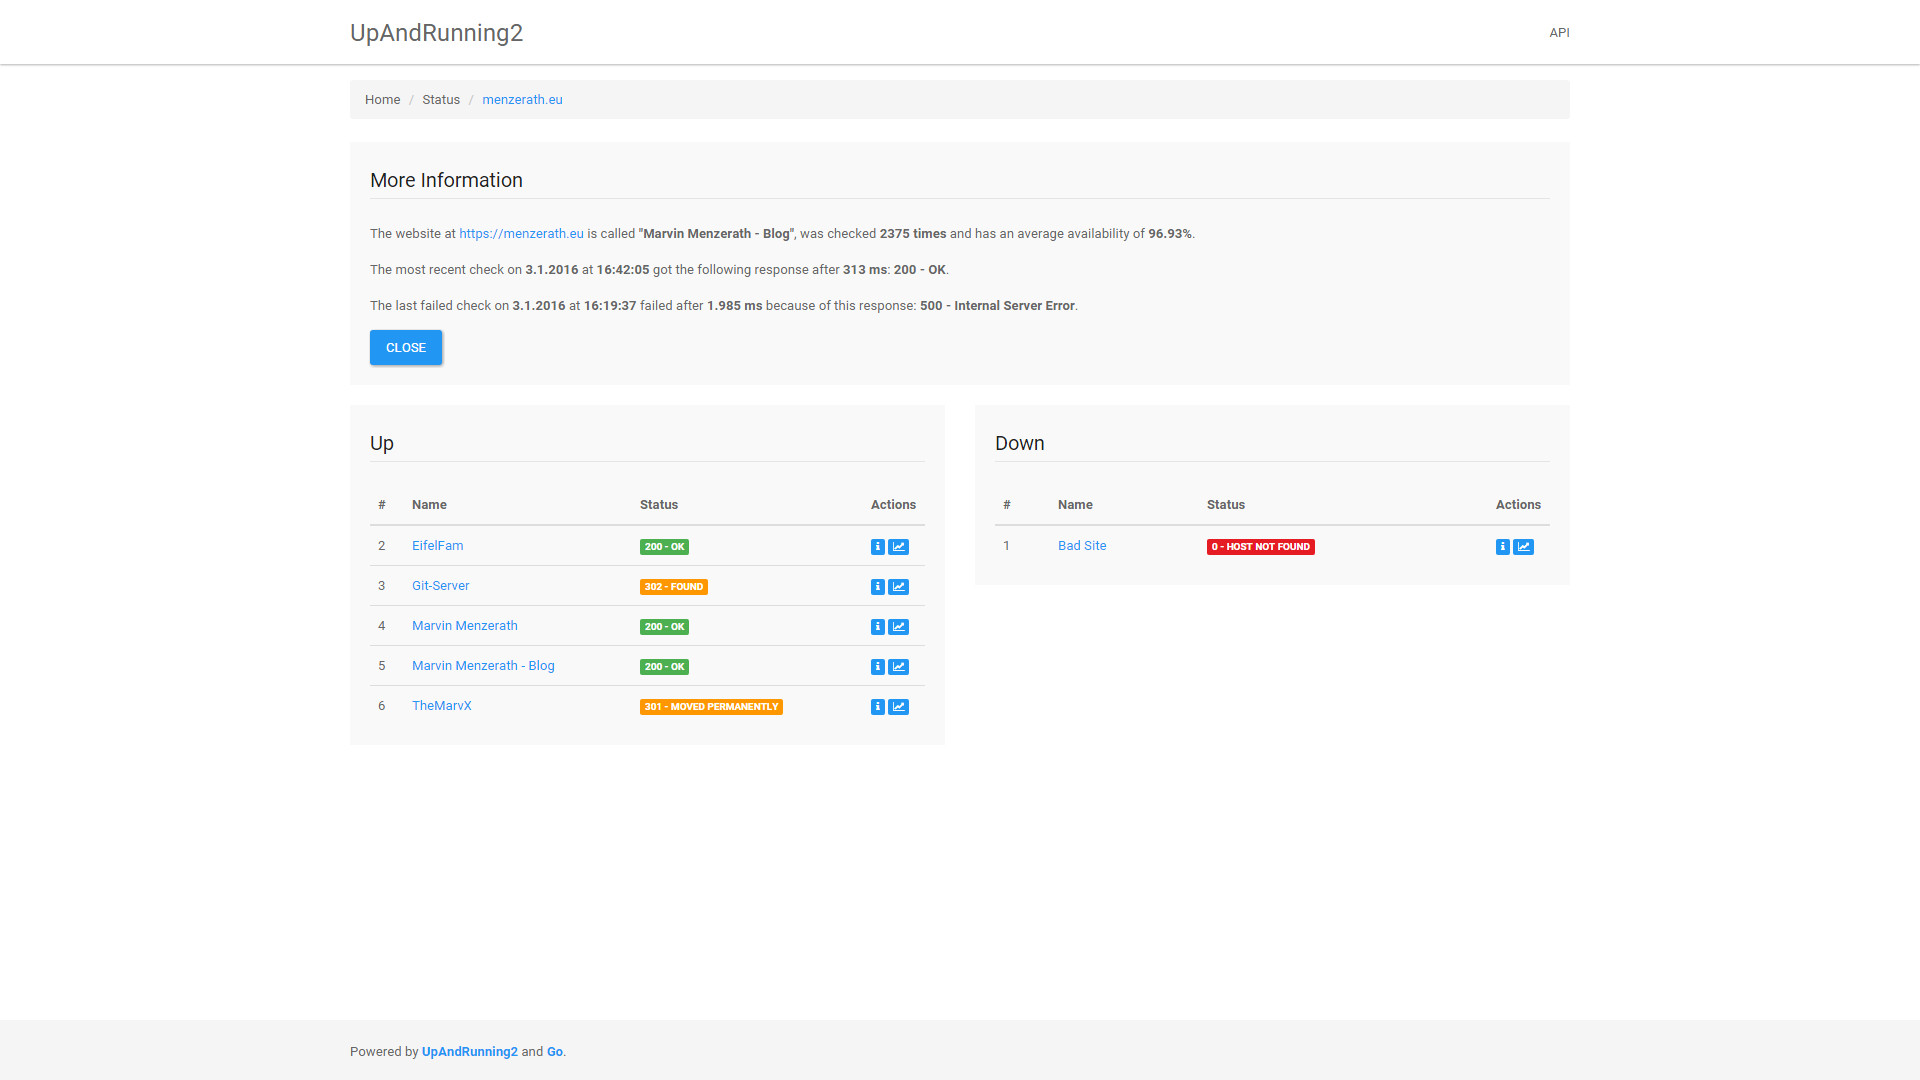 UpAndRunning2
API
Home / Status / menzerath.eu
More Information
The website at https://menzerath.eu is called "Marvin Menzerath - Blog", was checked 2375 times and has an average availability of 96.93%.
The most recent check on 3.1.2016 at 16:42:05 got the following response after 313 ms: 200 - OK.
The last failed check on 3.1.2016 at 16:19:37 failed after 1.985 ms because of this response: 500 - Internal Server Error.
CLOSE
Up
# Name Status Actions
2 EifelFam 200 - OK
3 Git-Server 302 - FOUND
4 Marvin Menzerath 200 - OK
5 Marvin Menzerath - Blog 200 - OK
6 TheMarvX 301 - MOVED PERMANENTLY
Down
# Name Status Actions
1 Bad Site 0 - HOST NOT FOUND
Powered by UpAndRunning2 and Go.